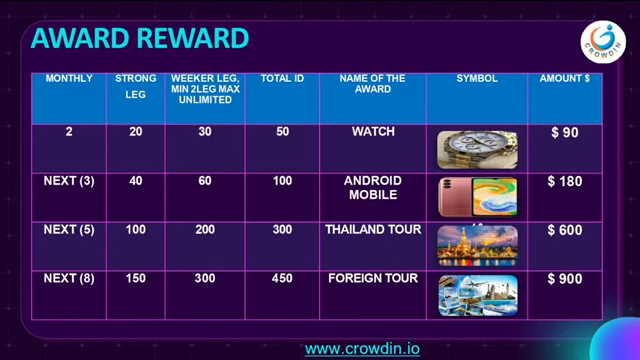 AWARD REWARD
CROWDIN
MONTHLY
STRONG
LEG
WEEKER LEG,
MIN 2LEG MAX
UNLIMITED
TOTAL ID
NAME OF THE
AWARD
SYMBOL
AMOUNT $
2
20
30
50
WATCH
$ 90
NEXT (3)
40
60
100
ANDROID
MOBILE
$ 180
NEXT (5)
100
200
300
THAILAND TOUR
$ 600
NEXT (8)
150
300
450
FOREIGN TOUR
$ 900
www.crowdin.io